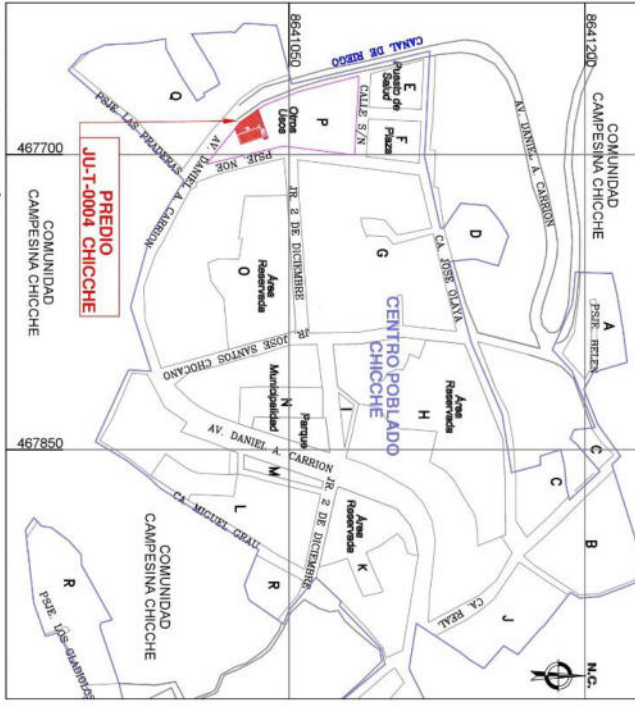 8641050
8641200
COMUNIDAD
CAMPESINA CHICCHE
N.C.
CANAL DE RIEGO
AV. DANIEL A. CARRION
PSJE. BELEN
A
B
C
C
D
E
Puesto de
Salud
F
Plaza
CALLE S/N
P
Otros
Usos
Q
PSJE. LAS PRADERAS
AV. DANIEL A. CARRION
PSJE. NOE
467700
PREDIO
JU-T-0004 CHICCHE
COMUNIDAD
CAMPESINA CHICCHE
JR. 2 DE DICIEMBRE
G
CA. JOSE OLAYA
Área
Reservada
O
JR. JOSE SANTOS CHOCANO
CENTRO POBLADO
CHICCHE
Área
Reservada
H
I
Parque
N
Municipalidad
467850
AV. DANIEL A. CARRION
M
JR. 2 DE DICIEMBRE
Área
Reservada
K
L
CA. MIGUEL GRAU
J
CA. REAL
R
COMUNIDAD
CAMPESINA CHICCHE
R
PSJE. LOS GLADIOLOS